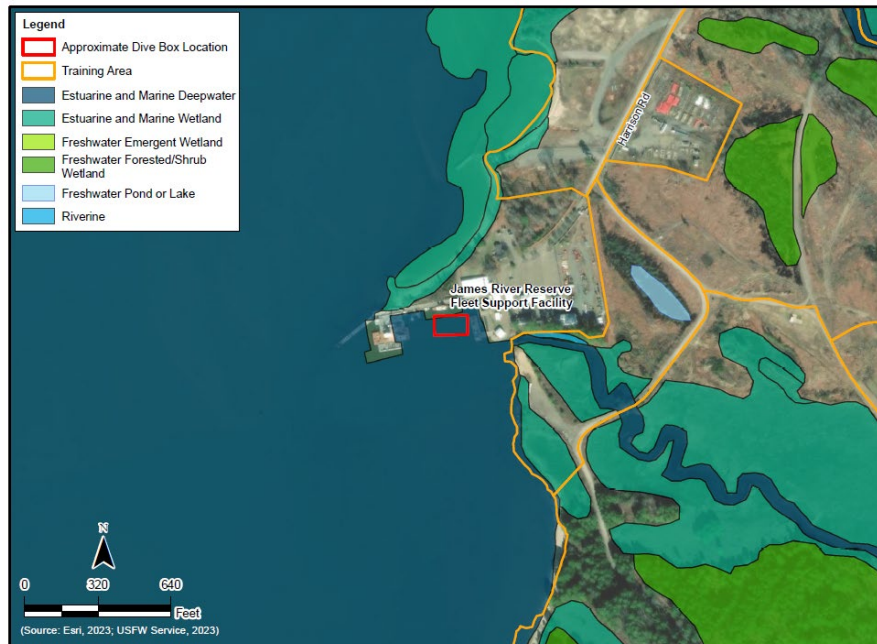 Legend
Approximate Dive Box Location
Training Area
Estuarine and Marine Deepwater
Estuarine and Marine Wetland
Freshwater Emergent Wetland
Freshwater Forested/Shrub
Wetland
Freshwater Pond or Lake
Riverine
Harrison Rd
James River Reserve
Fleet Support Facility
N
0 320 640
Feet
(Source: Esri, 2023; USFW Service, 2023)